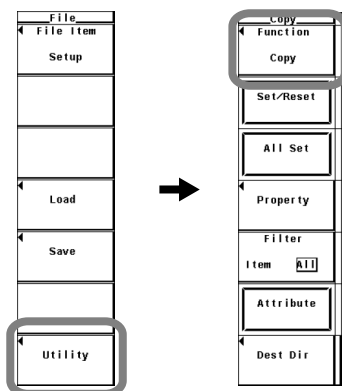 File
File Item
Setup
Load
Save
Utility
Copy
Function
Copy
Set/Reset
All Set
Property
Filter
Item All
Attribute
Dest Dir